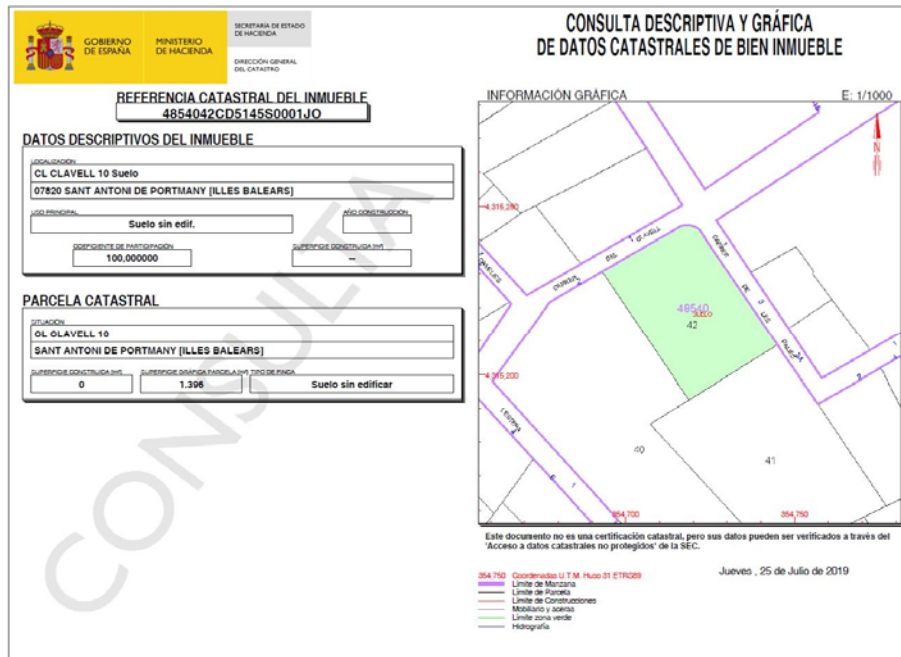 GOBIERNO
DE ESPAÑA
MINISTERIO
DE HACIENDA
SECRETARÍA DE ESTADO
DE HACIENDA
DIRECCIÓN GENERAL
DEL CATASTRO
CONSULTA DESCRIPTIVA Y GRÁFICA
DE DATOS CATASTRALES DE BIEN INMUEBLE
REFERENCIA CATASTRAL DEL INMUEBLE
4854042CD5145S0001JO
DATOS DESCRIPTIVOS DEL INMUEBLE
LOCALIZACIÓN
CL CLAVELL 10 Suelo
07820 SANT ANTONI DE PORTMANY [ILLES BALEARS]
USO PRINCIPAL
Suelo sin edif.
AÑO CONSTRUCCIÓN
COEFICIENTE DE PARTICIPACIÓN
100,000000
SUPERFICIE CONSTRUIDA [m²]
--
PARCELA CATASTRAL
SITUACIÓN
CL CLAVELL 10
SANT ANTONI DE PORTMANY [ILLES BALEARS]
SUPERFICIE CONSTRUIDA [m²]
0
SUPERFICIE GRÁFICA PARCELA [m²]
1.396
TIPO DE FINCA
Suelo sin edificar
CONSULTA
INFORMACIÓN GRÁFICA
E: 1/1000
N
4,315,200
48540
SUELO
42
40
41
CARRER
DE
354,700
354,750
Este documento no es una certificación catastral, pero sus datos pueden ser verificados a través del
'Acceso a datos catastrales no protegidos' de la SEC.
Jueves , 25 de Julio de 2019
354,750 Coordenadas U.T.M. Huso 31 ETRS89
Límite de Manzana
Límite de Parcela
Límite de Construcciones
Mobiliario y aceras
Límite zona verde
Hidrografía